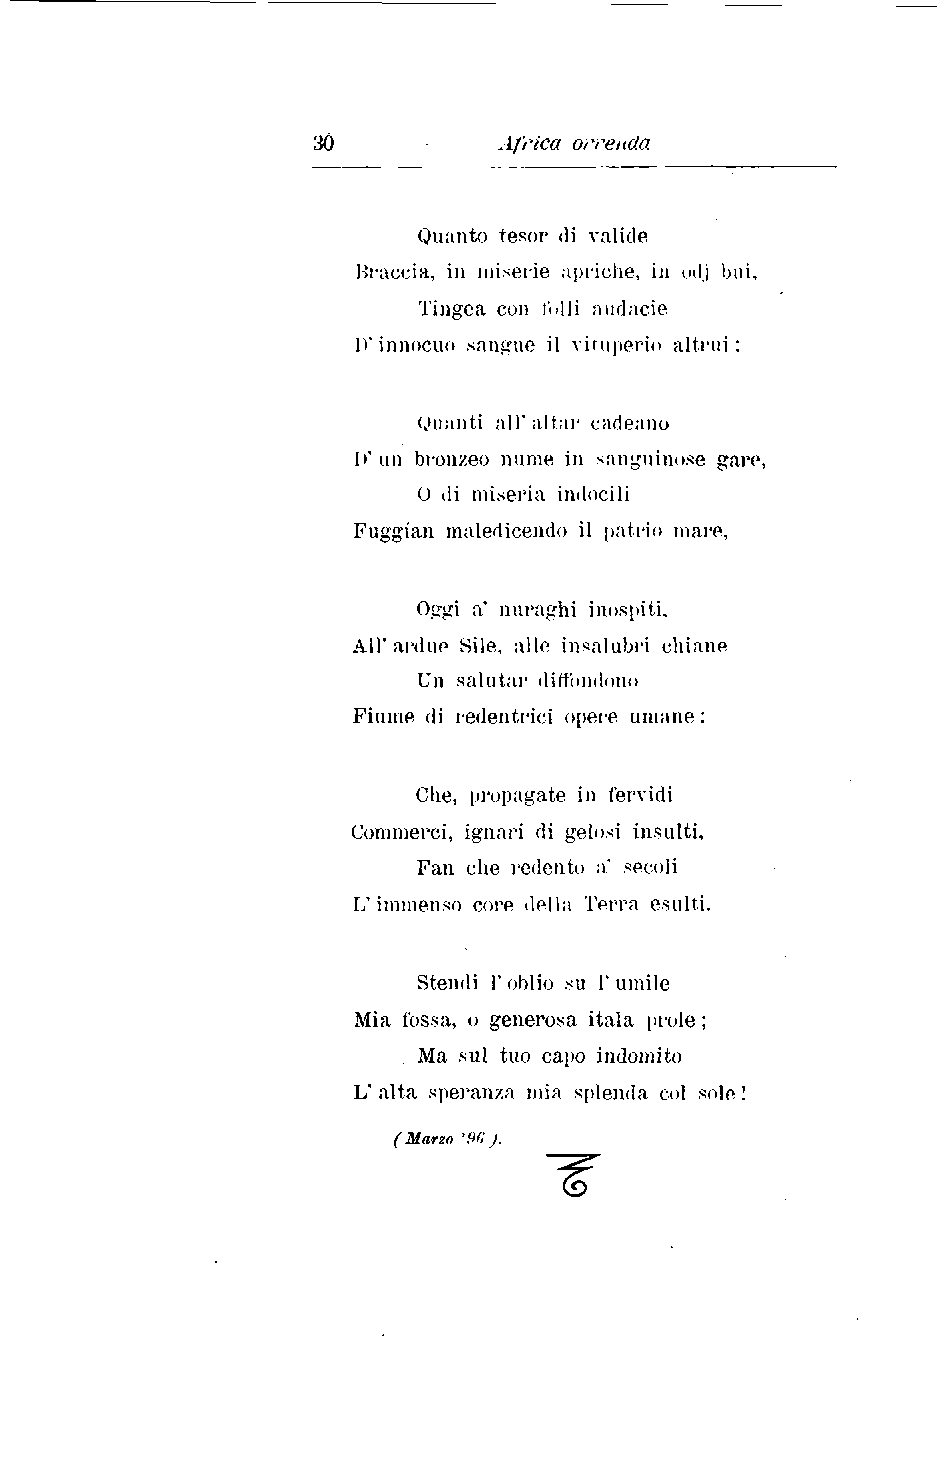 30 Africa orrenda
Quanto tesor di valide
Braccia, in miserie apriche, in odj bui,
Tingea con folli audacie
D' innocuo sangue il vituperio altrui:
Quanti all' altar cadeano
D' un bronzeo nume in sanguinose gare,
O di miseria indocili
Fuggían maledicendo il patrio mare,
Oggi a' nuraghi inospiti,
All' ardue Sile, alle insalubri chiane
Un salutar diffondono
Fiume di redentrici opere umane:
Che, propagate in fervidi
Commerci, ignari di gelosi insulti,
Fan che redento a' secoli
L' immenso core della Terra esulti.
Stendi l' oblio su l' umile
Mia fossa, o generosa itala prole;
Ma sul tuo capo indomito
L' alta speranza mia splenda col sole!
(Marzo '96).